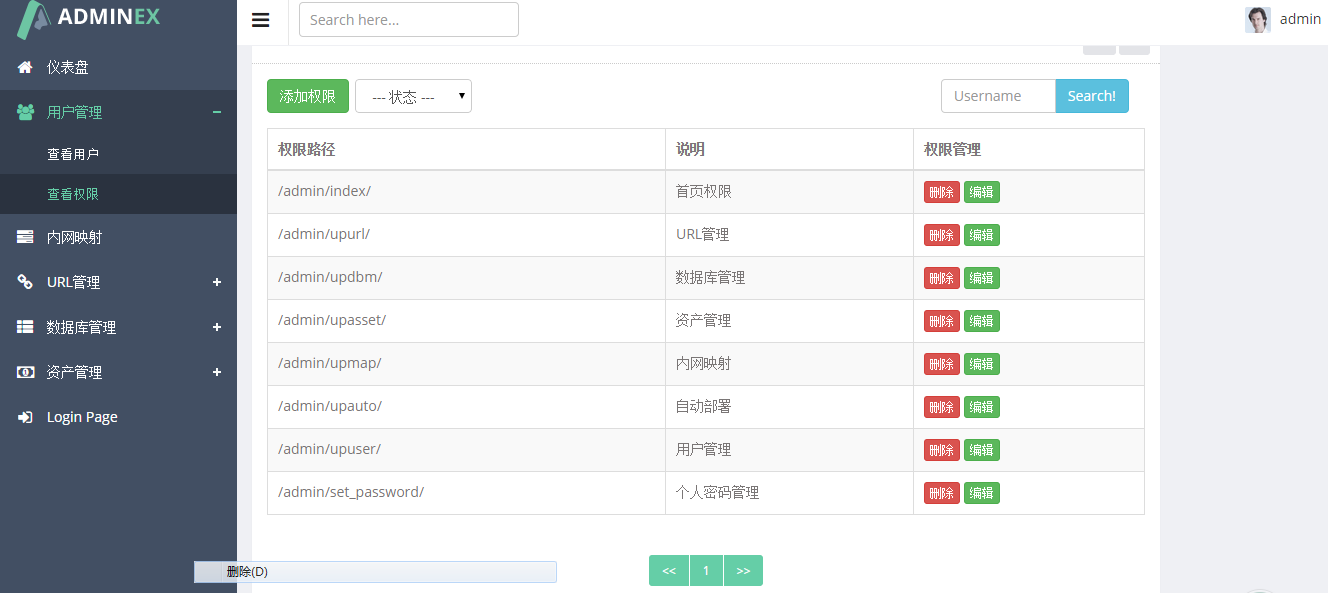 ADMINEX
Search here...
admin
仪表盘
用户管理
查看用户
查看权限
内网映射
URL管理
数据库管理
资产管理
Login Page
添加权限
--- 状态 ---
Username
Search!
权限路径 说明 权限管理
/admin/index/ 首页权限 删除 编辑
/admin/upurl/ URL管理 删除 编辑
/admin/updbm/ 数据库管理 删除 编辑
/admin/upasset/ 资产管理 删除 编辑
/admin/upmap/ 内网映射 删除 编辑
/admin/upauto/ 自动部署 删除 编辑
/admin/upuser/ 用户管理 删除 编辑
/admin/set_password/ 个人密码管理 删除 编辑
删除(D)
<< 1 >>